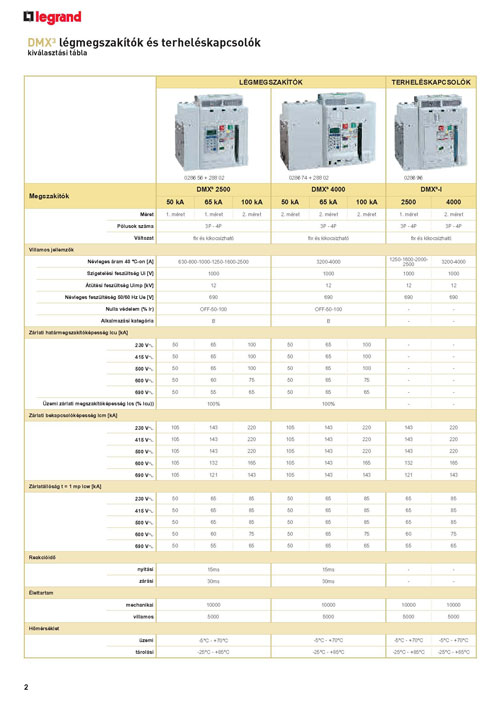 legrand
DMX³ légmegszakítók és terheléskapcsolók
kiválasztási tábla
LÉGMEGSZAKÍTÓK TERHELÉSKAPCSOLÓK
0286 56 + 288 02 0286 74 + 288 02 0286 96
Megszakítók DMX³ 2500 DMX³ 4000 DMX³-I
50 kA 65 kA 100 kA 50 kA 65 kA 100 kA 2500 4000
Méret 1. méret 1. méret 2. méret 2. méret 2. méret 2. méret 1. méret 2. méret
Pólusok száma 3P - 4P 3P - 4P 3P - 4P
Változat fix és kikocsizható fix és kikocsizható fix és kikocsizható
Villamos jellemzők
Névleges áram 40 °C-on [A] 630-800-1000-1250-1600-2500 3200-4000 1250-1600-2000-2500 3200-4000
Szigetelési feszültség Ui [V] 1000 1000 1000 1000
Átütési feszültség Uimp [kV] 12 12 12 12
Névleges feszültség 50/60 Hz Ue [V] 690 690 690 690
Nulla védelem (% Ir) OFF-50-100 OFF-50-100 - -
Alkalmazási kategória B B - -
Zárlati határmegszakítóképesség Icu [kA]
230 V~ 50 65 100 50 65 100 - -
415 V~ 50 65 100 50 65 100 - -
500 V~ 50 65 100 50 65 100 - -
600 V~ 50 60 75 50 65 75 - -
690 V~ 50 55 65 50 65 65 - -
Üzemi zárlati megszakítóképesség Ics (% Icu) 100% 100% - -
Zárlati bekapcsolóképesség Icm [kA]
230 V~ 105 143 220 105 143 220 143 220
415 V~ 105 143 220 105 143 220 143 220
500 V~ 105 143 220 105 143 220 143 220
600 V~ 105 132 165 105 143 165 132 165
690 V~ 105 121 143 105 143 143 121 143
Zárlatállóság t = 1 mp Icw [kA]
230 V~ 50 65 85 50 65 85 65 85
415 V~ 50 65 85 50 65 85 65 85
500 V~ 50 65 85 50 65 85 65 85
600 V~ 50 60 75 50 65 75 60 75
690 V~ 50 55 65 50 65 65 55 65
Reakcióidő
nyitási 15ms 15ms - -
zárási 30ms 30ms - -
Élettartam
mechanikai 10000 10000 10000 10000
villamos 5000 5000 5000 5000
Hőmérséklet
üzemi -5°C - +70°C -5°C - +70°C -5°C - +70°C -5°C - +70°C
tárolási -25°C - +85°C -25°C - +85°C -25°C - +85°C -25°C - +85°C
2